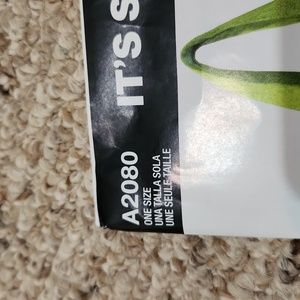 IT'S S
A2080
ONE SIZE
UNA TALLA SOLA
UNE SEULE TAILLE